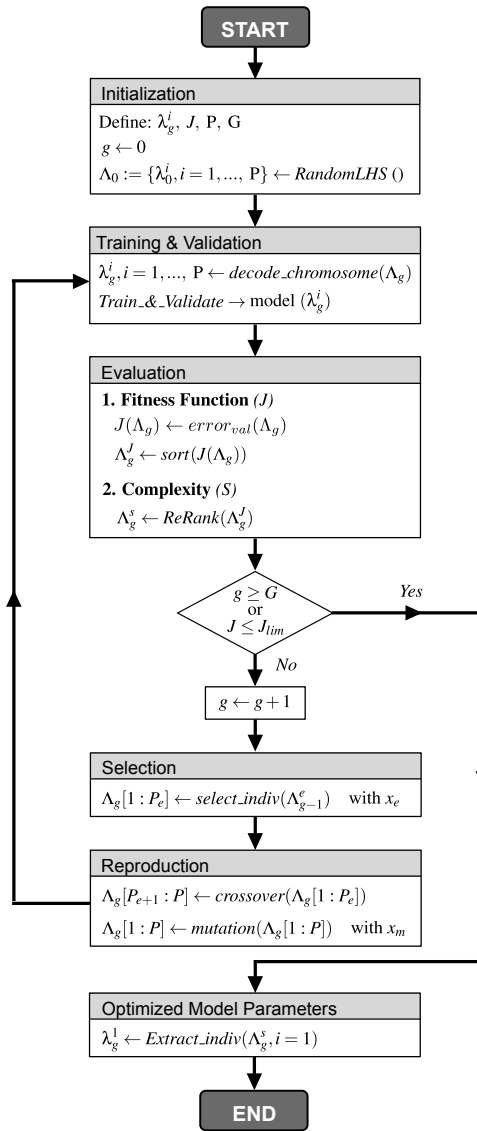 START
Initialization
Define: λ_g^i, J, P, G
g ← 0
Λ_0 := {λ_0^i, i = 1, ..., P} ← RandomLHS ()
Training & Validation
λ_g^i, i = 1, ..., P ← decode_chromosome(Λ_g)
Train_&_Validate → model (λ_g^i)
Evaluation
1. Fitness Function (J)
J(Λ_g) ← error_val(Λ_g)
Λ_g^J ← sort(J(Λ_g))
2. Complexity (S)
Λ_g^s ← ReRank(Λ_g^J)
g ≥ G
or
J ≤ J_lim
Yes
No
g ← g + 1
Selection
Λ_g[1 : P_e] ← select_indiv(Λ_{g-1}^e) with x_e
Reproduction
Λ_g[P_{e+1} : P] ← crossover(Λ_g[1 : P_e])
Λ_g[1 : P] ← mutation(Λ_g[1 : P]) with x_m
Optimized Model Parameters
λ_g^1 ← Extract_indiv(Λ_g^s, i = 1)
END